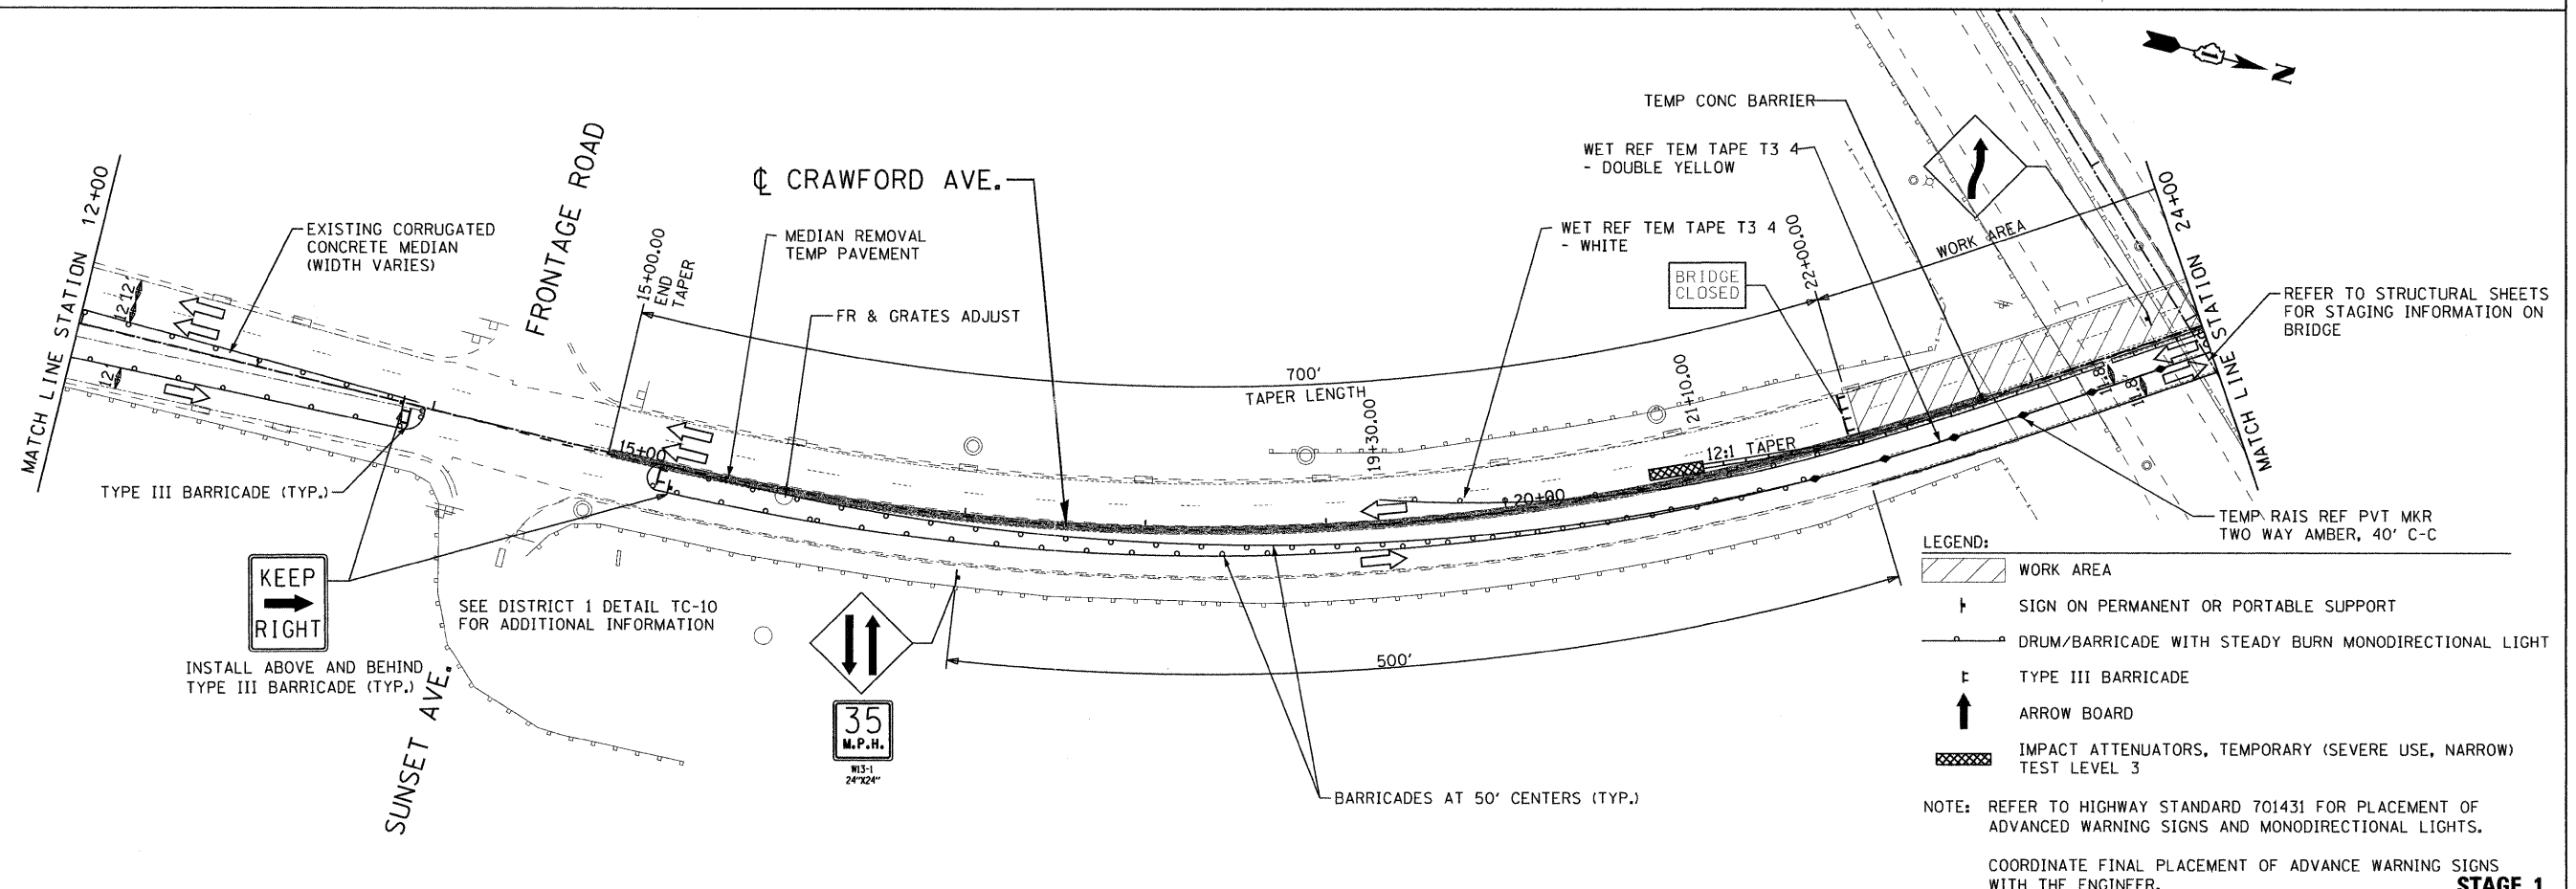 MATCH LINE STATION 12+00
12'
12'
12'
EXISTING CORRUGATED
CONCRETE MEDIAN
(WIDTH VARIES)
FRONTAGE ROAD
15+00.00
END
TAPER
MEDIAN REMOVAL
TEMP PAVEMENT
FR & GRATES ADJUST
℄ CRAWFORD AVE.
TEMP CONC BARRIER
WET REF TEM TAPE T3 4
- DOUBLE YELLOW
WET REF TEM TAPE T3 4
- WHITE
BRIDGE
CLOSED
22+00.00
WORK AREA
N
MATCH LINE STATION 24+00
REFER TO STRUCTURAL SHEETS
FOR STAGING INFORMATION ON
BRIDGE
700'
TAPER LENGTH
19+30.00
21+10.00
12:1 TAPER
15+00
20+00
11.8'
11.8'
TYPE III BARRICADE (TYP.)
KEEP
RIGHT
INSTALL ABOVE AND BEHIND
TYPE III BARRICADE (TYP.)
SUNSET AVE.
SEE DISTRICT 1 DETAIL TC-10
FOR ADDITIONAL INFORMATION
35
M.P.H.
W13-1
24"X24"
500'
BARRICADES AT 50' CENTERS (TYP.)
TEMP RAIS REF PVT MKR
TWO WAY AMBER, 40' C-C
LEGEND:
WORK AREA
SIGN ON PERMANENT OR PORTABLE SUPPORT
DRUM/BARRICADE WITH STEADY BURN MONODIRECTIONAL LIGHT
TYPE III BARRICADE
ARROW BOARD
IMPACT ATTENUATORS, TEMPORARY (SEVERE USE, NARROW)
TEST LEVEL 3
NOTE: REFER TO HIGHWAY STANDARD 701431 FOR PLACEMENT OF
ADVANCED WARNING SIGNS AND MONODIRECTIONAL LIGHTS.
COORDINATE FINAL PLACEMENT OF ADVANCE WARNING SIGNS
WITH THE ENGINEER.
STAGE 1